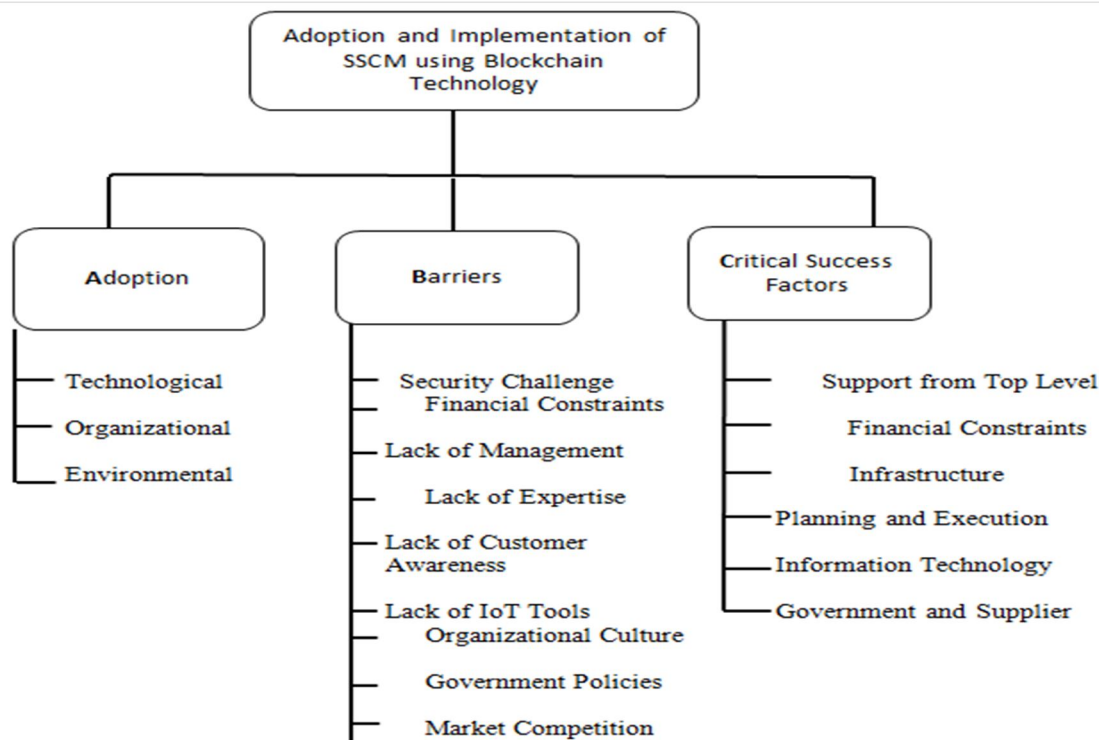 Adoption and Implementation of
SSCM using Blockchain
Technology
Adoption
Technological
Organizational
Environmental
Barriers
Security Challenge
Financial Constraints
Lack of Management
Lack of Expertise
Lack of Customer
Awareness
Lack of IoT Tools
Organizational Culture
Government Policies
Market Competition
Critical Success
Factors
Support from Top Level
Financial Constraints
Infrastructure
Planning and Execution
Information Technology
Government and Supplier